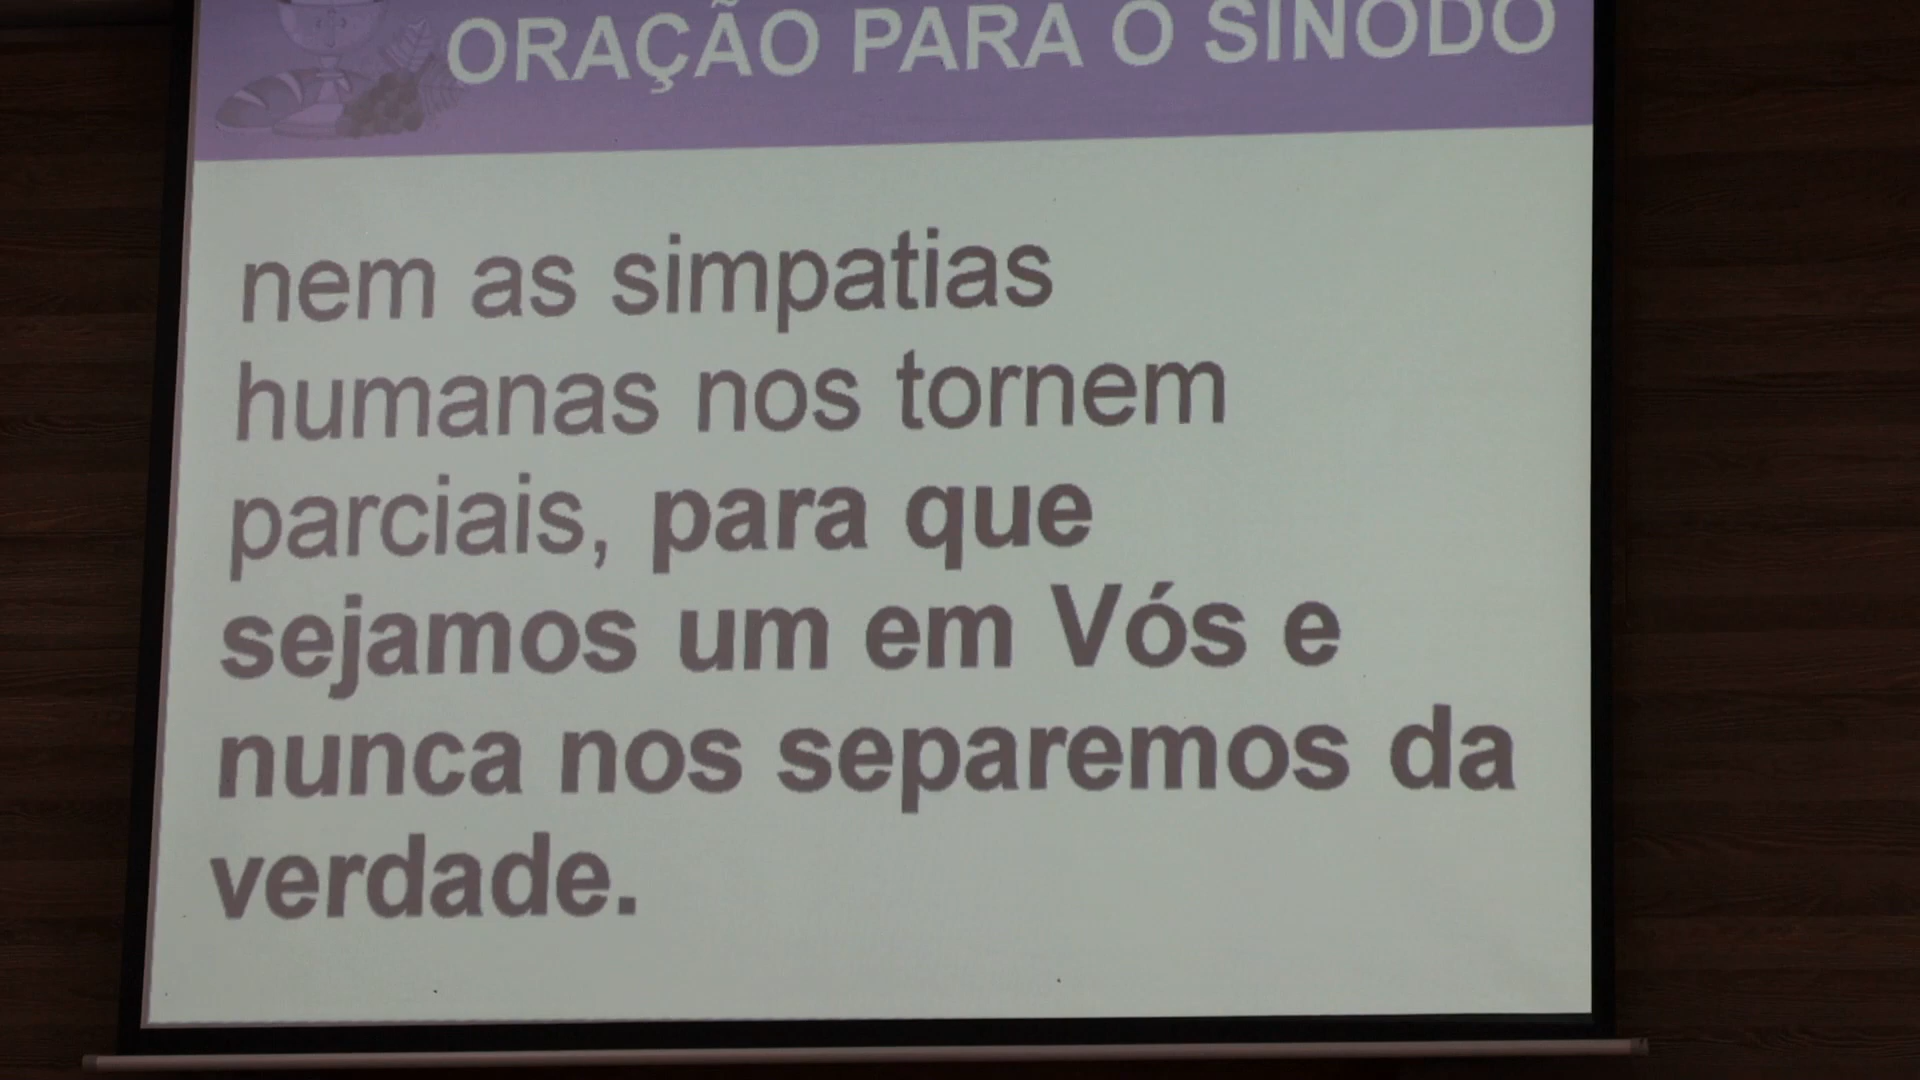 ORAÇÃO PARA O SÍNODO
nem as simpatias
humanas nos tornem
parciais, para que
sejamos um em Vós e
nunca nos separemos da
verdade.